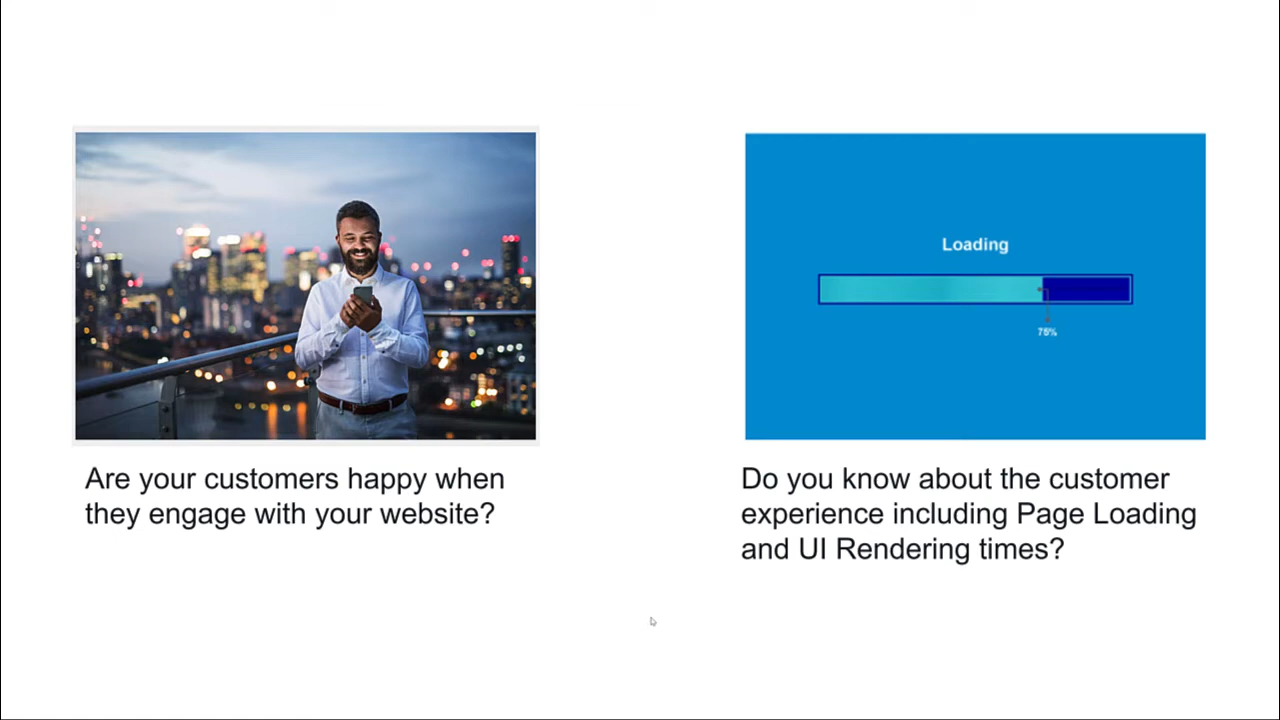 Loading
75%
Are your customers happy when
they engage with your website?
Do you know about the customer
experience including Page Loading
and UI Rendering times?